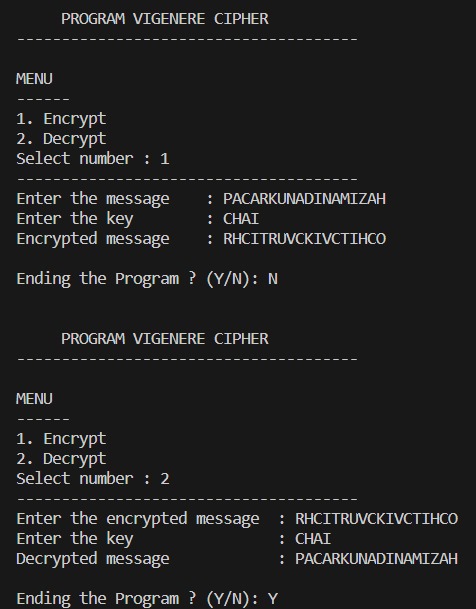 PROGRAM VIGENERE CIPHER
--------------------------------------
MENU
------
1. Encrypt
2. Decrypt
Select number : 1
--------------------------------------
Enter the message    : PACARKUNADINAMIZAH
Enter the key        : CHAI
Encrypted message    : RHCITRUVCKIVCTIHCO
Ending the Program ? (Y/N): N
PROGRAM VIGENERE CIPHER
--------------------------------------
MENU
------
1. Encrypt
2. Decrypt
Select number : 2
--------------------------------------
Enter the encrypted message  : RHCITRUVCKIVCTIHCO
Enter the key                : CHAI
Decrypted message            : PACARKUNADINAMIZAH
Ending the Program ? (Y/N): Y